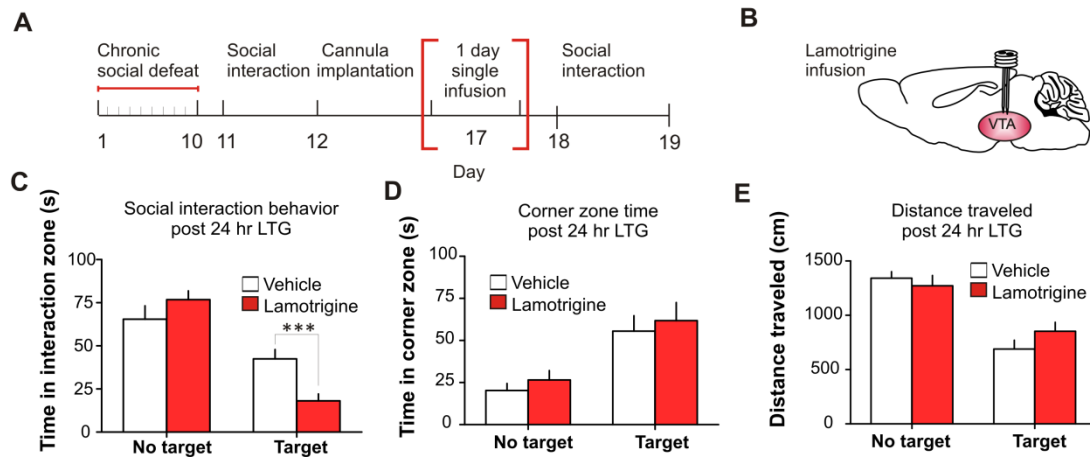 A
Chronic
social defeat
Social
interaction
Cannula
implantation
1 day
single
infusion
Social
interaction
1
10
11
12
17
18
19
Day
B
Lamotrigine
infusion
VTA
C
Social interaction behavior
post 24 hr LTG
Time in interaction zone (s)
100
75
50
25
0
Vehicle
Lamotrigine
***
No target
Target
D
Corner zone time
post 24 hr LTG
Time in corner zone (s)
100
75
50
25
0
Vehicle
Lamotrigine
No target
Target
E
Distance traveled
post 24 hr LTG
Distance traveled (cm)
1500
1000
500
0
Vehicle
Lamotrigine
No target
Target